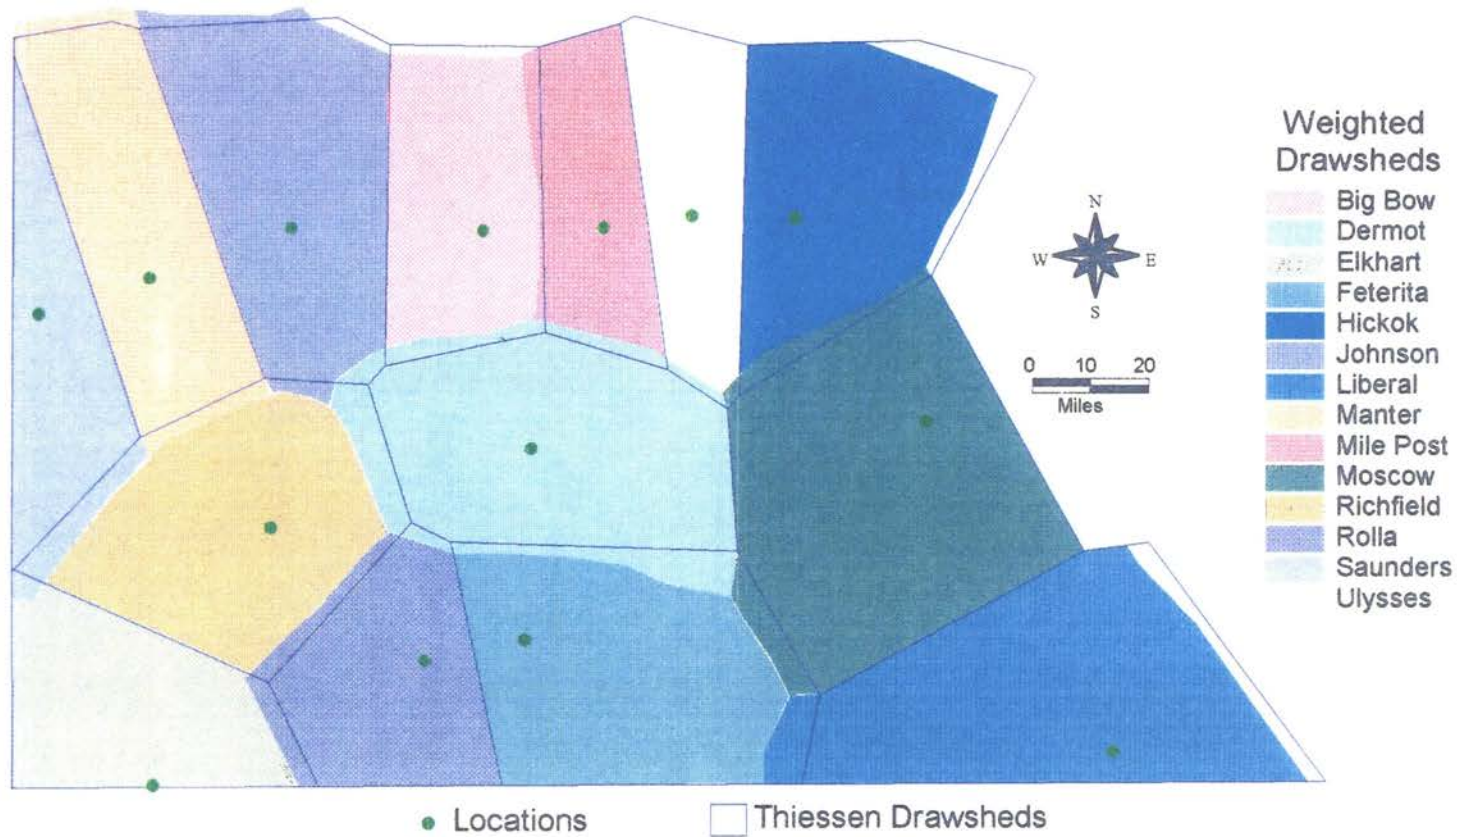 Weighted
Drawsheds
Big Bow
Dermot
Elkhart
Feterita
Hickok
Johnson
Liberal
Manter
Mile Post
Moscow
Richfield
Rolla
Saunders
Ulysses
N
W E
S
0 10 20
Miles
Locations
Thiessen Drawsheds